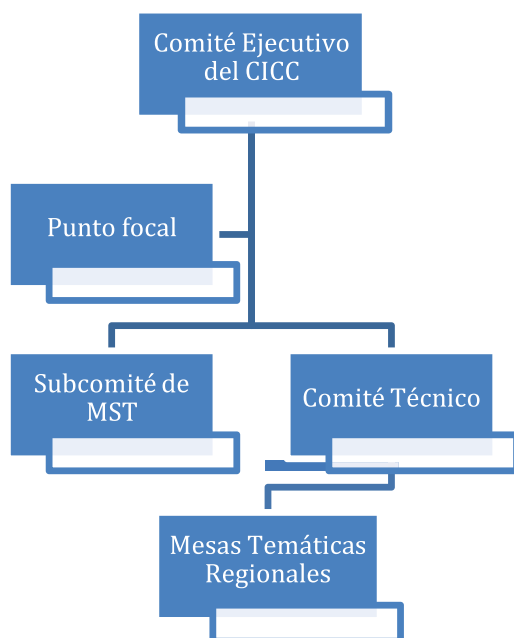 Comité Ejecutivo
del CICC
Punto focal
Subcomité de
MST
Comité Técnico
Mesas Temáticas
Regionales